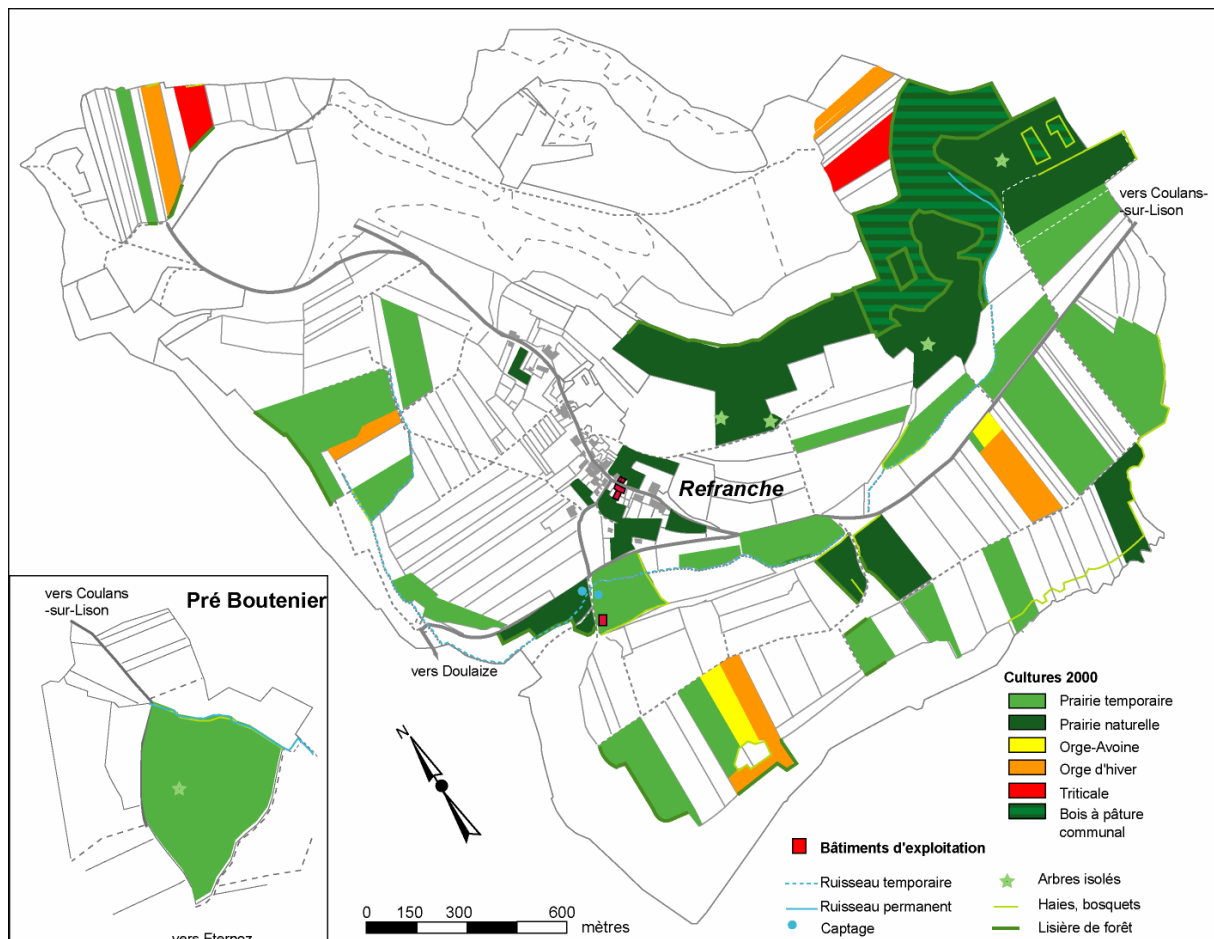 vers Coulans-
-sur-Lison
Refranche
vers Coulans
-sur-Lison
Pré Boutenier
vers Doulaize
N
Cultures 2000
Prairie temporaire
Prairie naturelle
Orge-Avoine
Orge d'hiver
Triticale
Bois à pâture
communal
Bâtiments d'exploitation
Ruisseau temporaire
Ruisseau permanent
Captage
Arbres isolés
Haies, bosquets
Lisière de forêt
0 150 300 600
mètres
vers Eternoz